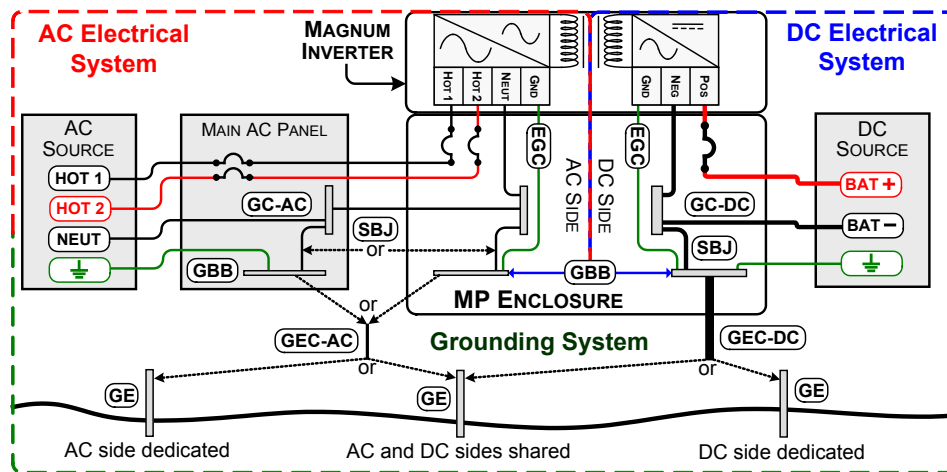 AC Electrical
System
MAGNUM
INVERTER
DC Electrical
System
HOT 1
HOT 2
NEUT
GND
GND
NEG
POS
AC
SOURCE
HOT 1
HOT 2
NEUT
MAIN AC PANEL
GC-AC
SBJ
or
GBB
EGC
AC SIDE
DC SIDE
EGC
GC-DC
SBJ
GBB
MP ENCLOSURE
DC
SOURCE
BAT +
BAT –
or
GEC-AC
or
Grounding System
GEC-DC
or
GE
GE
GE
AC side dedicated
AC and DC sides shared
DC side dedicated